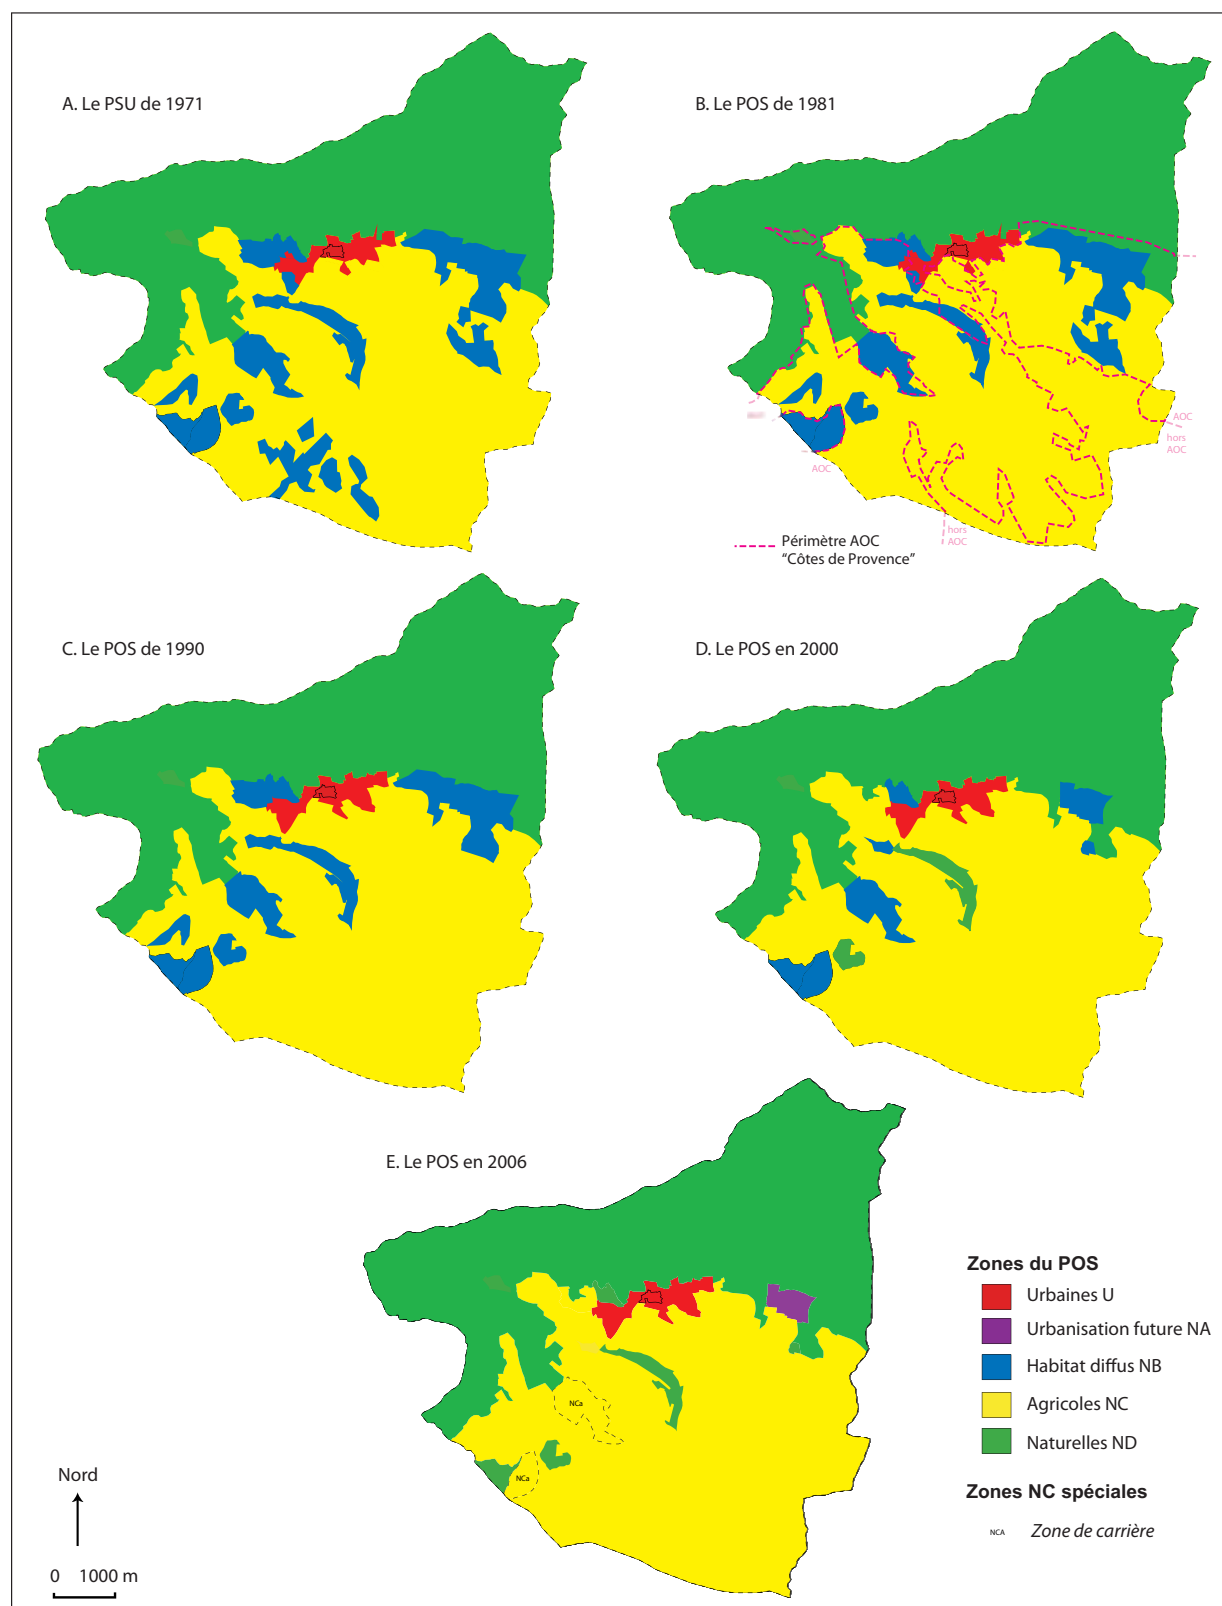 A. Le PSU de 1971
B. Le POS de 1981
AOC
hors
AOC
AOC
hors
AOC
Périmètre AOC
“Côtes de Provence”
C. Le POS de 1990
D. Le POS en 2000
E. Le POS en 2006
NCa
NCa
Zones du POS
Urbaines U
Urbanisation future NA
Habitat diffus NB
Agricoles NC
Naturelles ND
Zones NC spéciales
NCA Zone de carrière
Nord
0 1000 m